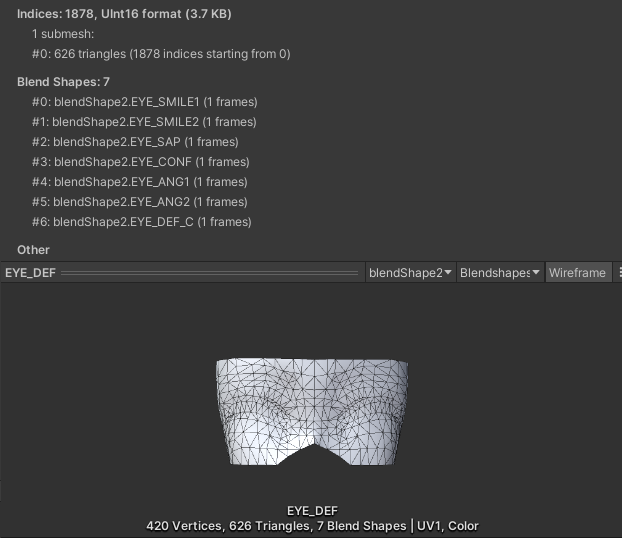 Indices: 1878, UInt16 format (3.7 KB)
1 submesh:
#0: 626 triangles (1878 indices starting from 0)
Blend Shapes: 7
#0: blendShape2.EYE_SMILE1 (1 frames)
#1: blendShape2.EYE_SMILE2 (1 frames)
#2: blendShape2.EYE_SAP (1 frames)
#3: blendShape2.EYE_CONF (1 frames)
#4: blendShape2.EYE_ANG1 (1 frames)
#5: blendShape2.EYE_ANG2 (1 frames)
#6: blendShape2.EYE_DEF_C (1 frames)
Other
EYE_DEF blendShape2 Blendshapes Wireframe
EYE_DEF
420 Vertices, 626 Triangles, 7 Blend Shapes | UV1, Color